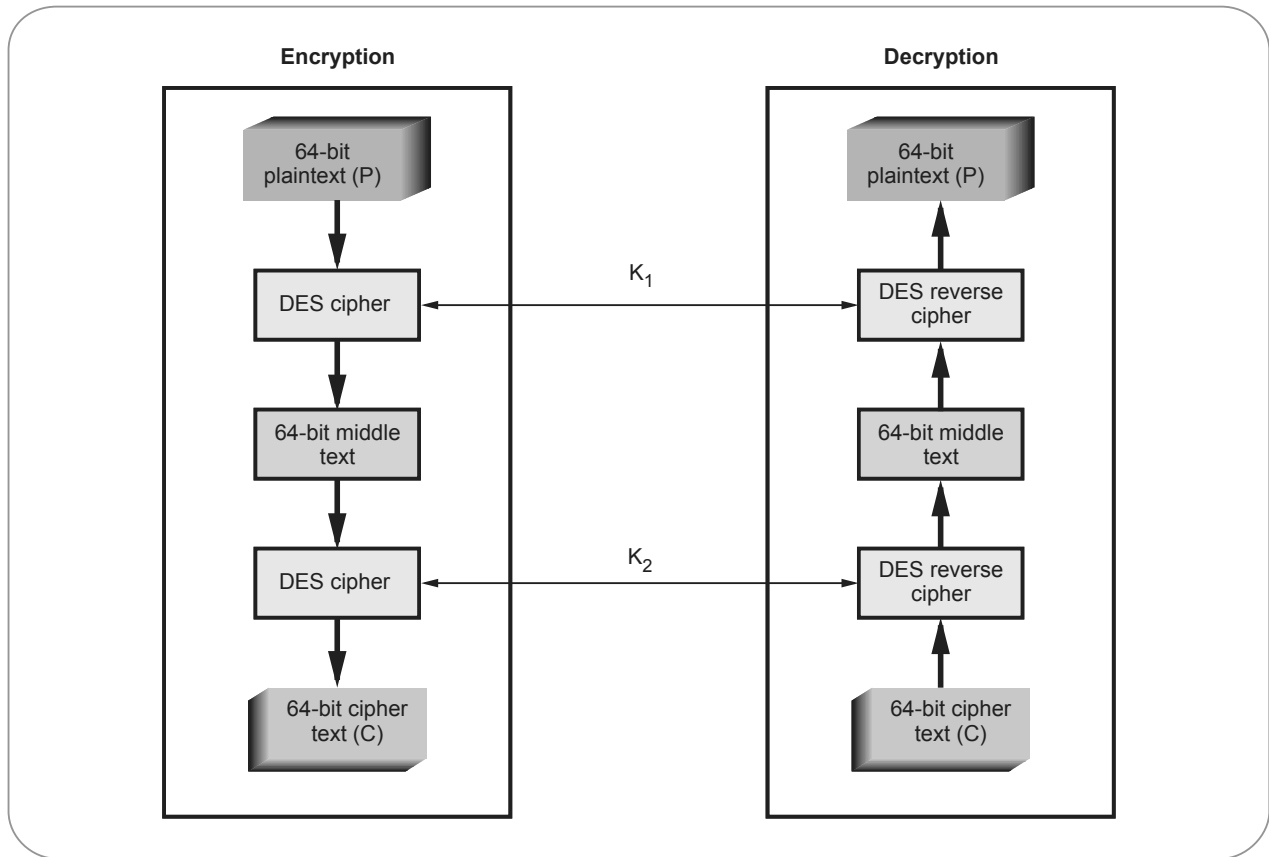 Encryption
64-bit
plaintext (P)
DES cipher
64-bit middle
text
DES cipher
64-bit cipher
text (C)
K1
K2
Decryption
64-bit
plaintext (P)
DES reverse
cipher
64-bit middle
text
DES reverse
cipher
64-bit cipher
text (C)